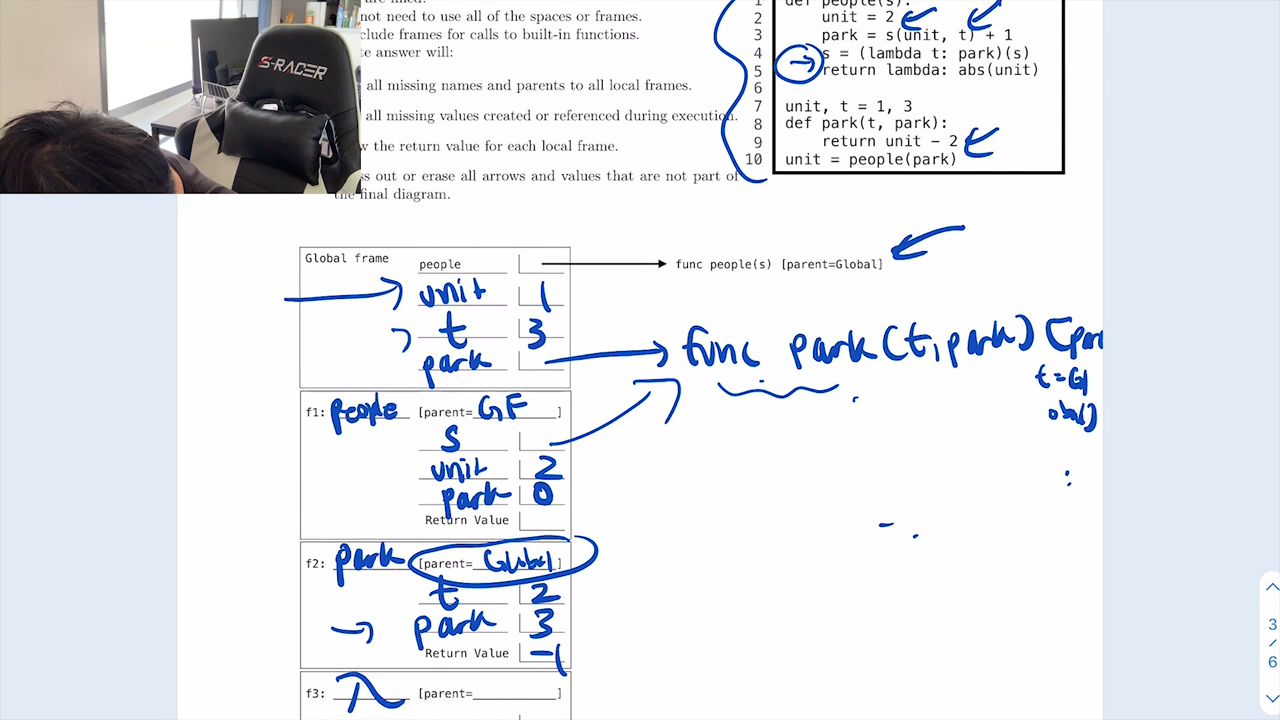 are filled.
not need to use all of the spaces or frames.
clude frames for calls to built-in functions.
te answer will:
all missing names and parents to all local frames.
all missing values created or referenced during execution.
w the return value for each local frame.
ss out or erase all arrows and values that are not part of
the final diagram.
S-RACER
1 def people(s):
2 unit = 2
3 park = s(unit, t) + 1
4 s = (lambda t: park)(s)
5 return lambda: abs(unit)
6
7 unit, t = 1, 3
8 def park(t, park):
9 return unit - 2
10 unit = people(park)
Global frame
people
func people(s) [parent=Global]
unit 1
t 3
park
func park(t, park) [par
t=Gl
obal]
f1: people [parent= GF ]
s
unit 2
park 0
Return Value
f2: park [parent= Global ]
t 2
park 3
Return Value -1
f3: λ [parent= ]
3
/
6